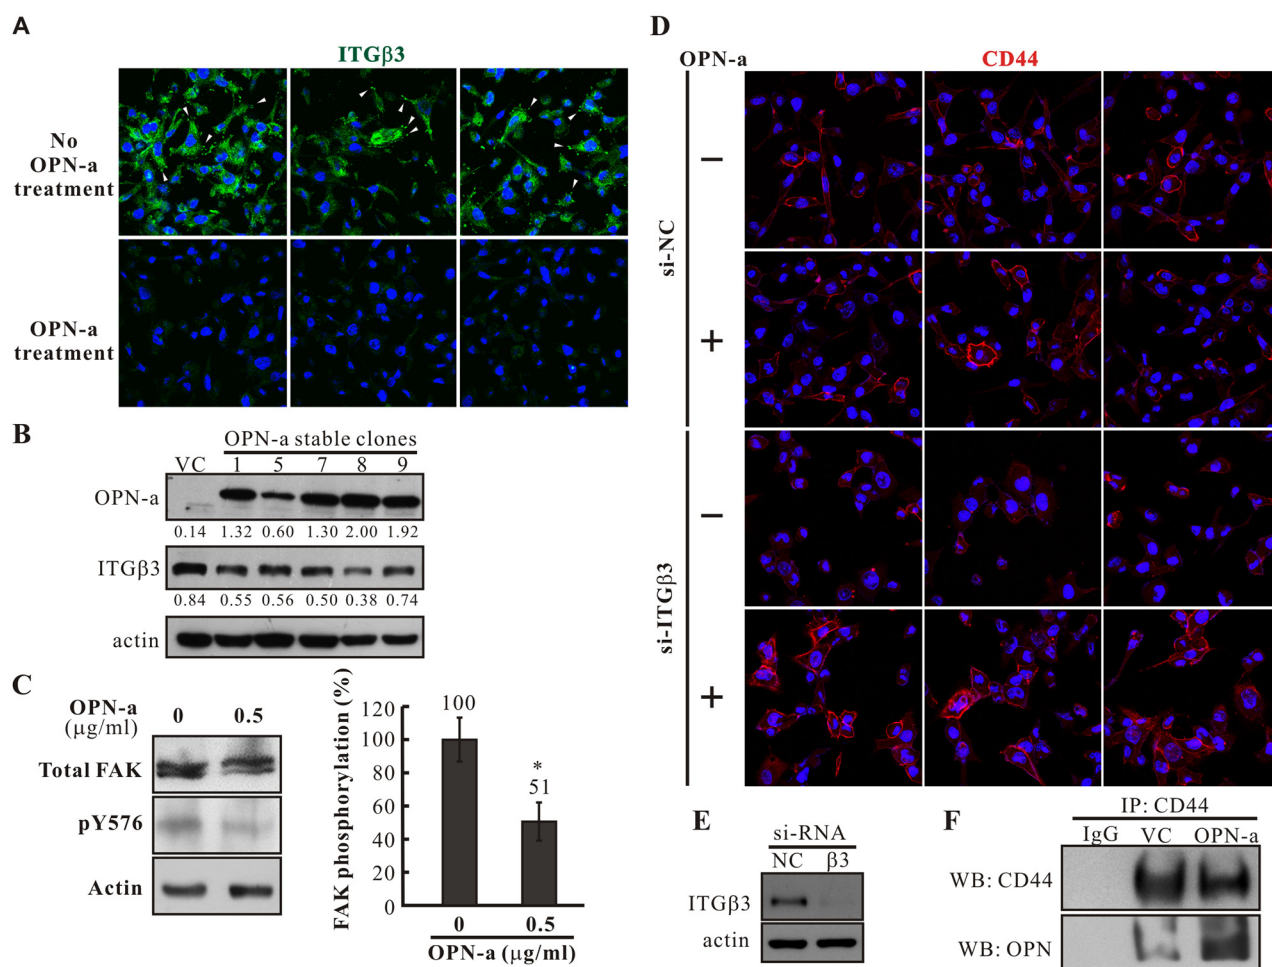 A
ITGβ3
No
OPN-a
treatment
OPN-a
treatment
B
OPN-a stable clones
VC 1 5 7 8 9
OPN-a
0.14 1.32 0.60 1.30 2.00 1.92
ITGβ3
0.84 0.55 0.56 0.50 0.38 0.74
actin
C
OPN-a
(μg/ml)
0 0.5
Total FAK
pY576
Actin
FAK phosphorylation (%)
120
100
80
60
40
20
0
100
*
51
0 0.5
OPN-a (μg/ml)
D
OPN-a
CD44
si-NC
−
+
si-ITGβ3
−
+
E
si-RNA
NC β3
ITGβ3
actin
F
IP: CD44
IgG VC OPN-a
WB: CD44
WB: OPN